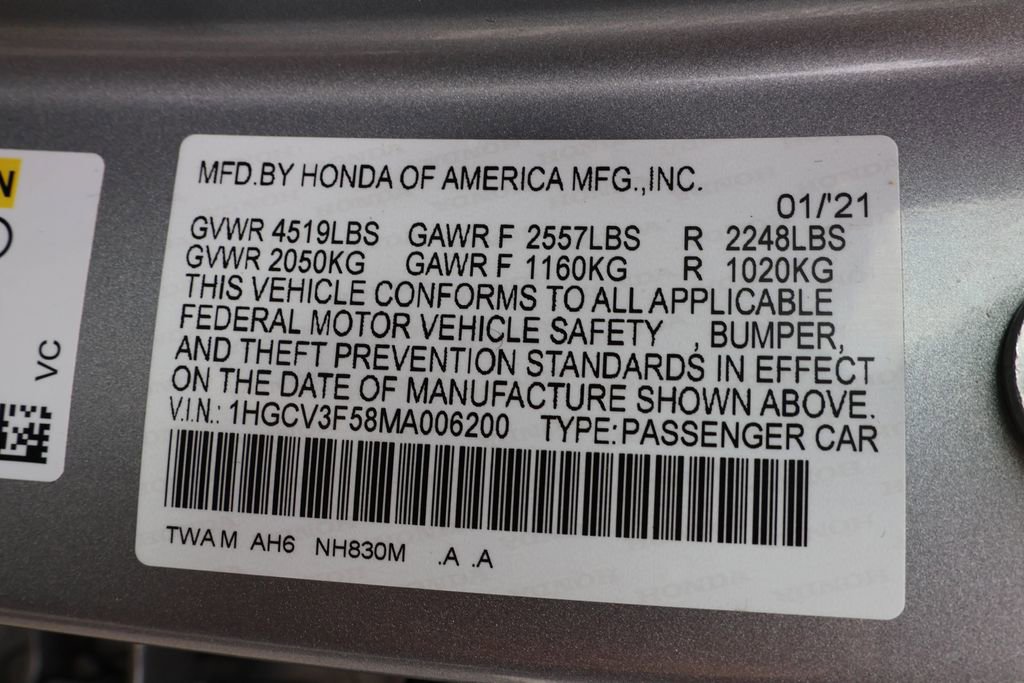 N
VC
MFD.BY HONDA OF AMERICA MFG.,INC.
01/'21
GVWR 4519LBS GAWR F 2557LBS R 2248LBS
GVWR 2050KG GAWR F 1160KG R 1020KG
THIS VEHICLE CONFORMS TO ALL APPLICABLE
FEDERAL MOTOR VEHICLE SAFETY , BUMPER,
AND THEFT PREVENTION STANDARDS IN EFFECT
ON THE DATE OF MANUFACTURE SHOWN ABOVE.
V.I.N.: 1HGCV3F58MA006200 TYPE:PASSENGER CAR
TWA M AH6 NH830M .A .A